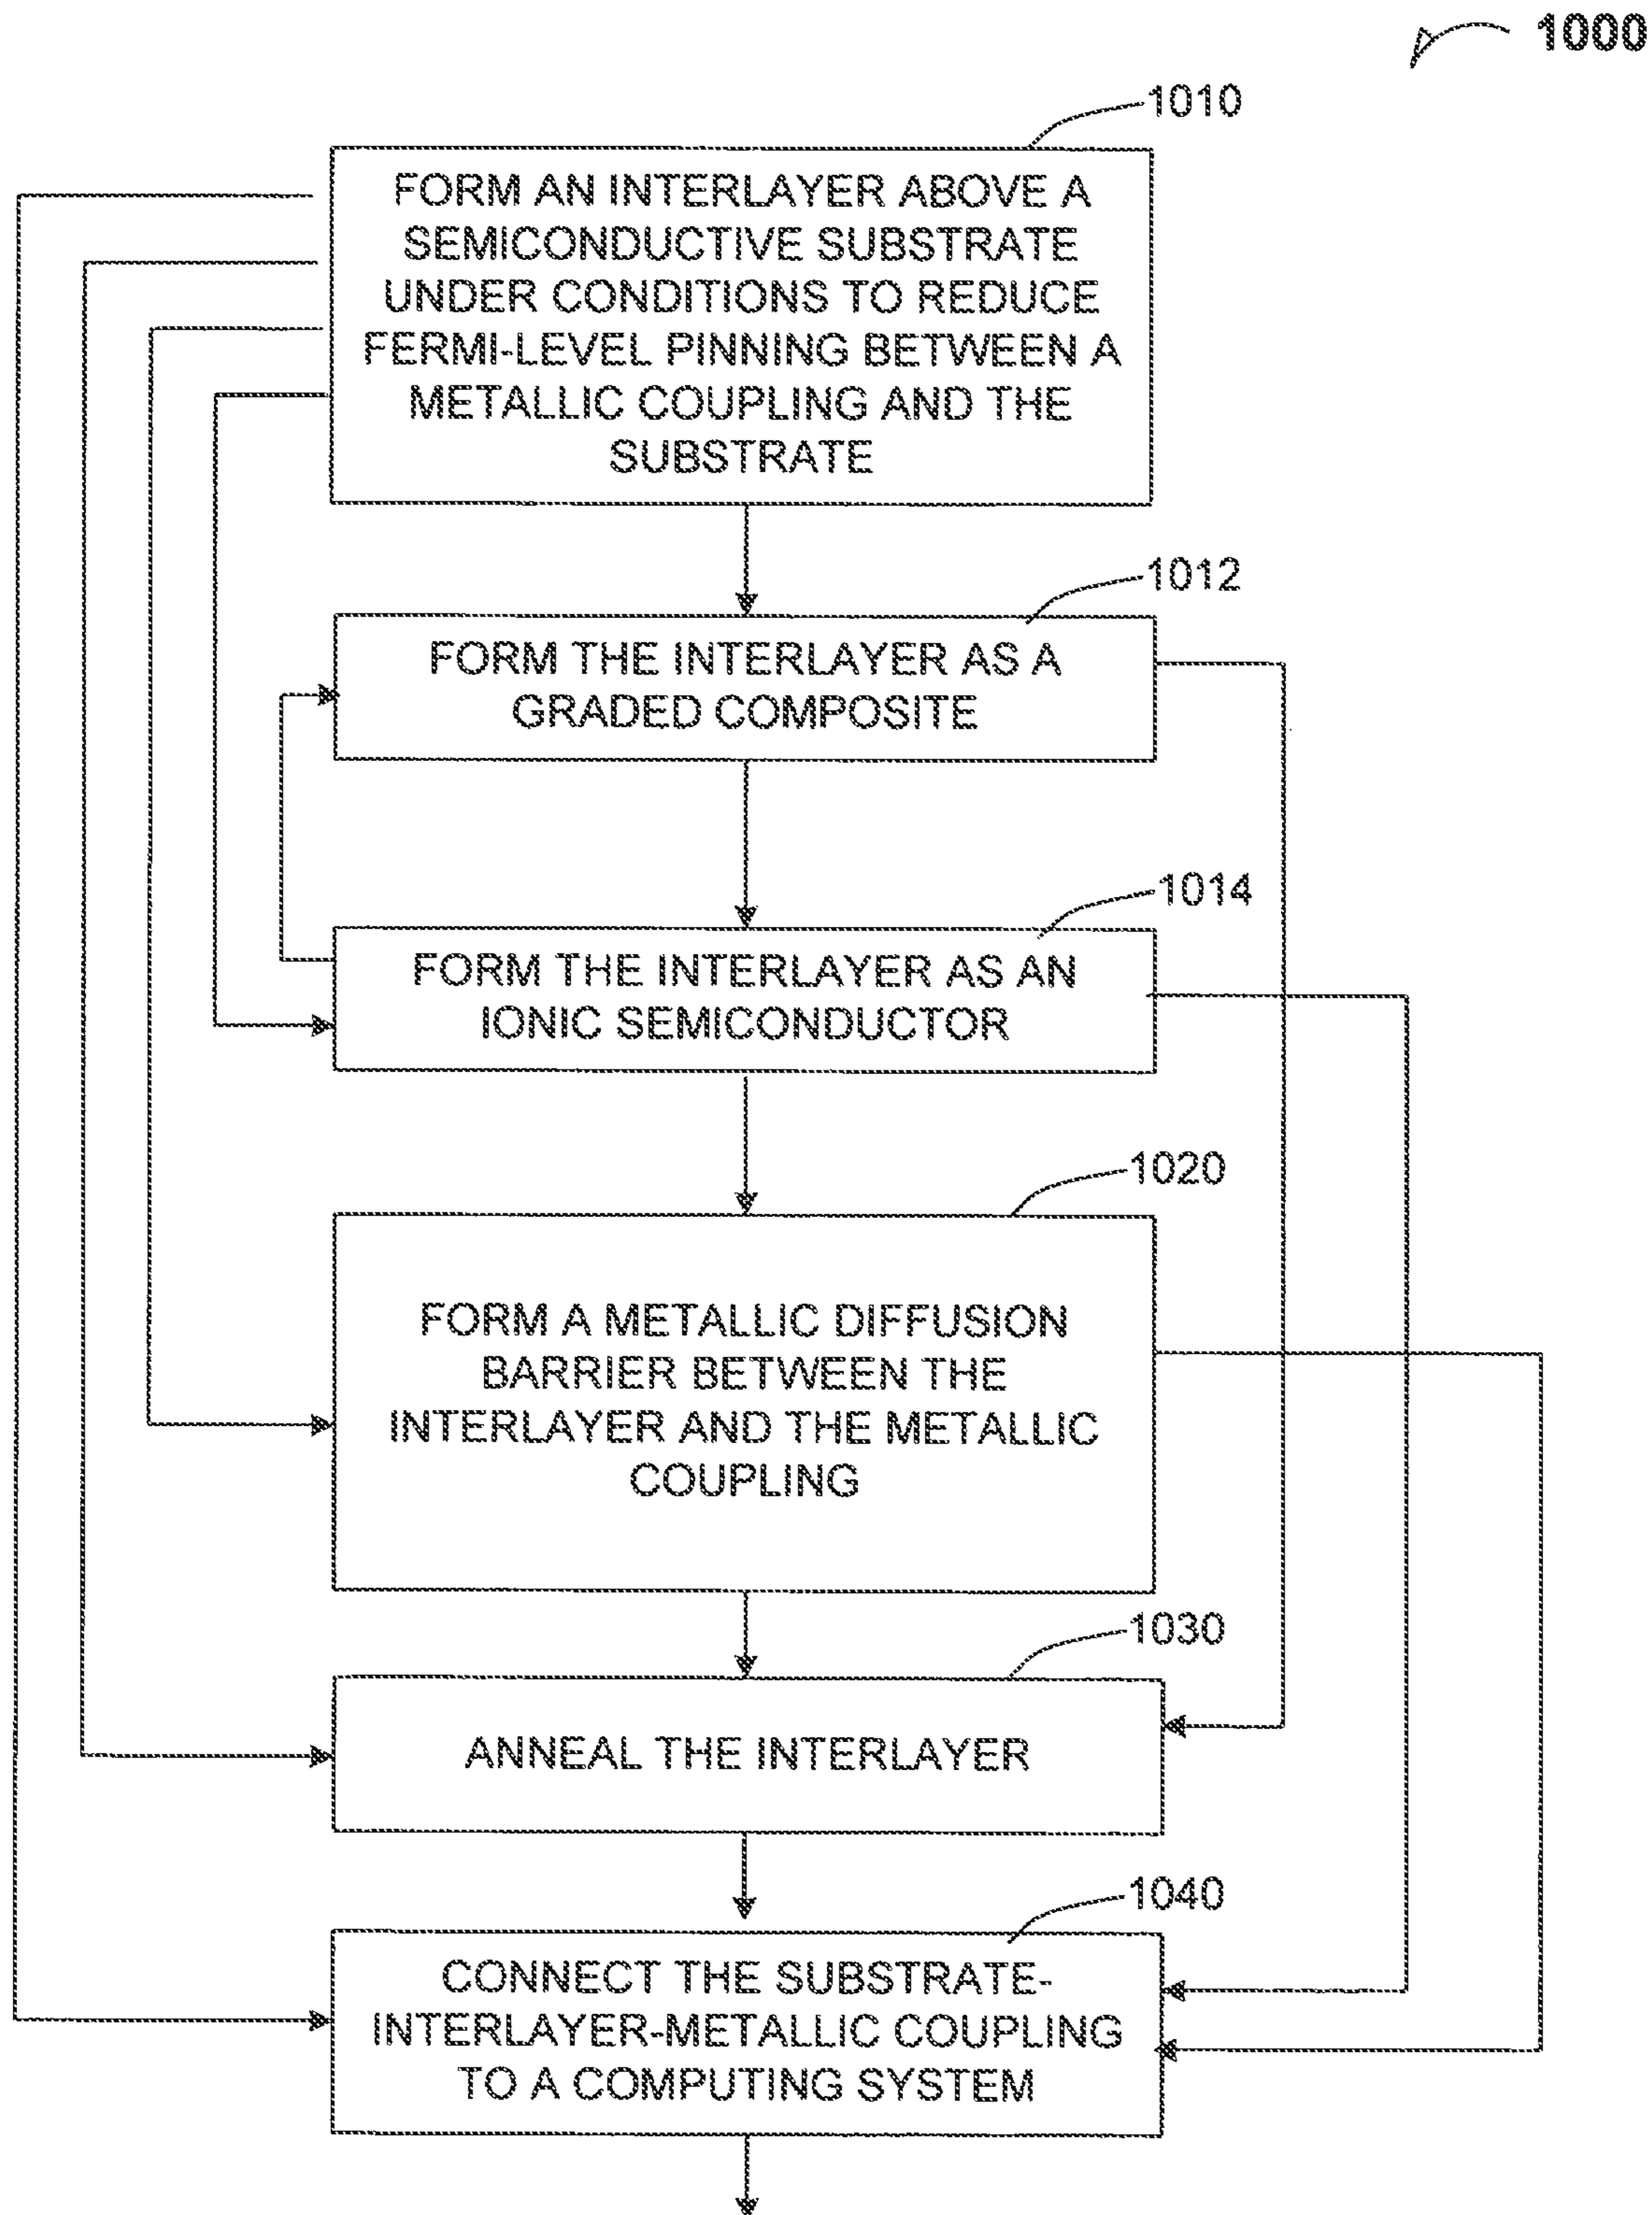 1000
1010
FORM AN INTERLAYER ABOVE A
SEMICONDUCTIVE SUBSTRATE
UNDER CONDITIONS TO REDUCE
FERMI-LEVEL PINNING BETWEEN A
METALLIC COUPLING AND THE
SUBSTRATE
1012
FORM THE INTERLAYER AS A
GRADED COMPOSITE
1014
FORM THE INTERLAYER AS AN
IONIC SEMICONDUCTOR
1020
FORM A METALLIC DIFFUSION
BARRIER BETWEEN THE
INTERLAYER AND THE METALLIC
COUPLING
1030
ANNEAL THE INTERLAYER
1040
CONNECT THE SUBSTRATE-
INTERLAYER-METALLIC COUPLING
TO A COMPUTING SYSTEM